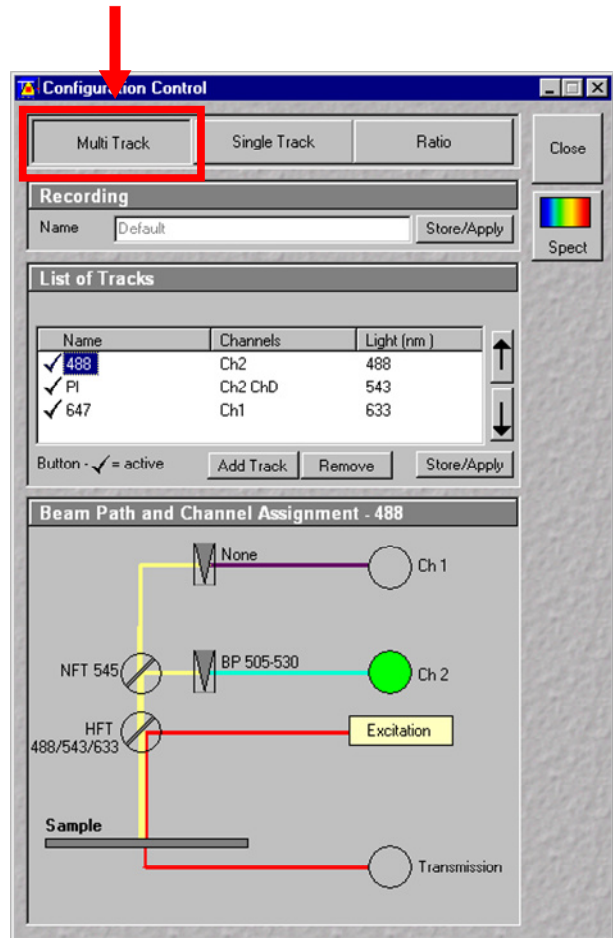 Configuration Control
Multi Track Single Track Ratio Close
Recording
Name Default Store/Apply
Spect
List of Tracks
Name Channels Light (nm )
488 Ch2 488
PI Ch2 ChD 543
647 Ch1 633
Button - ✓ = active Add Track Remove Store/Apply
Beam Path and Channel Assignment - 488
None Ch 1
NFT 545 BP 505-530 Ch 2
HFT Excitation
488/543/633
Sample
Transmission